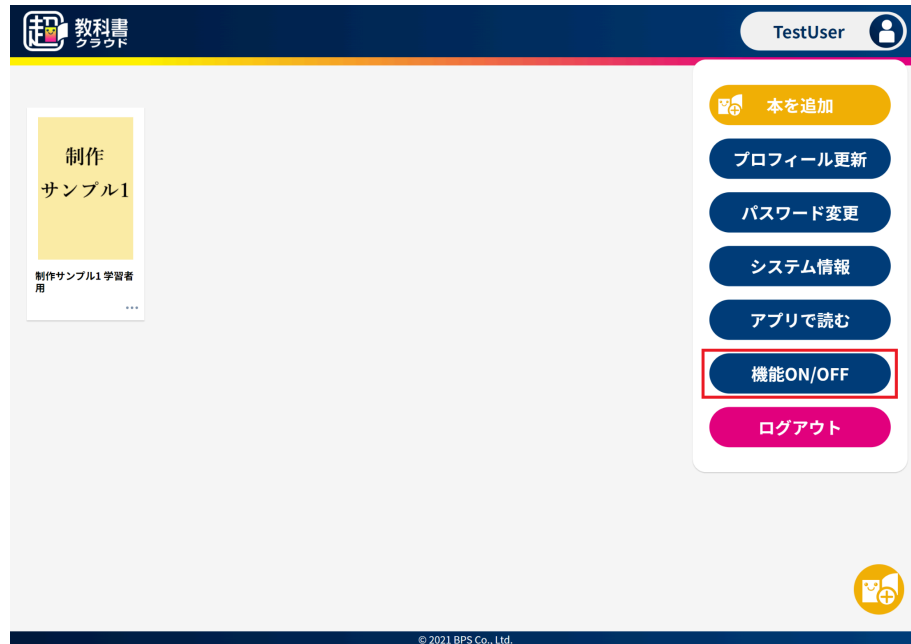 超 教科書
クラウド
TestUser
本を追加
プロフィール更新
パスワード変更
システム情報
アプリで読む
機能ON/OFF
ログアウト
制作
サンプル1
制作サンプル1 学習者
用
© 2021 BPS Co., Ltd.